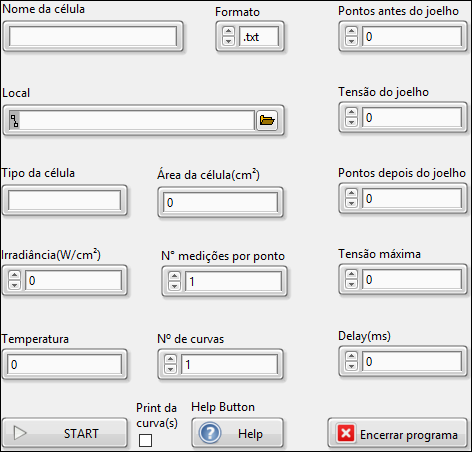 Nome da célula
Formato
Pontos antes do joelho
.txt
0
Local
Tensão do joelho
0
Tipo da célula
Área da célula(cm²)
Pontos depois do joelho
0
0
Irradiância(W/cm²)
N° medições por ponto
Tensão máxima
0
1
0
Temperatura
Nº de curvas
Delay(ms)
0
1
0
Print da
curva(s)
Help Button
START
Help
Encerrar programa